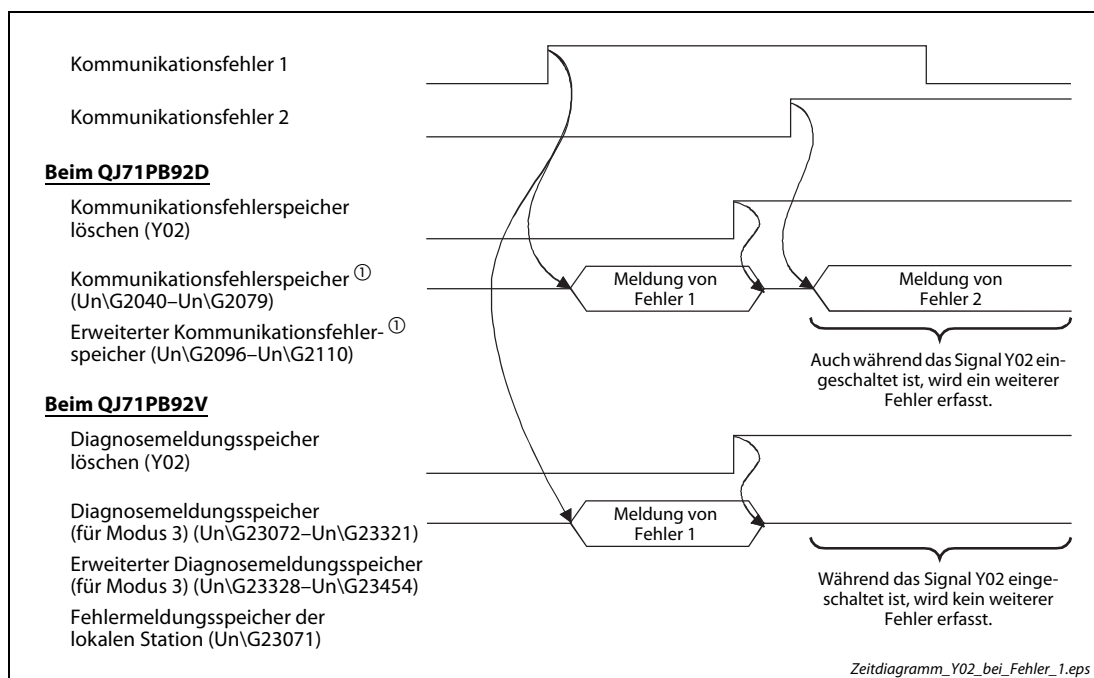 Kommunikationsfehler 1
Kommunikationsfehler 2
Beim QJ71PB92D
Kommunikationsfehlerspeicher
löschen (Y02)
Kommunikationsfehlerspeicher ①
(Un\G2040–Un\G2079)
Meldung von
Fehler 1
Meldung von
Fehler 2
Erweiterter Kommunikationsfehler- ①
speicher (Un\G2096–Un\G2110)
Auch während das Signal Y02 ein-
geschaltet ist, wird ein weiterer
Fehler erfasst.
Beim QJ71PB92V
Diagnosemeldungsspeicher
löschen (Y02)
Diagnosemeldungsspeicher
(für Modus 3) (Un\G23072–Un\G23321)
Meldung von
Fehler 1
Erweiterter Diagnosemeldungsspeicher
(für Modus 3) (Un\G23328–Un\G23454)
Fehlermeldungsspeicher der
lokalen Station (Un\G23071)
Während das Signal Y02 einge-
schaltet ist, wird kein weiterer
Fehler erfasst.
Zeitdiagramm_Y02_bei_Fehler_1.eps